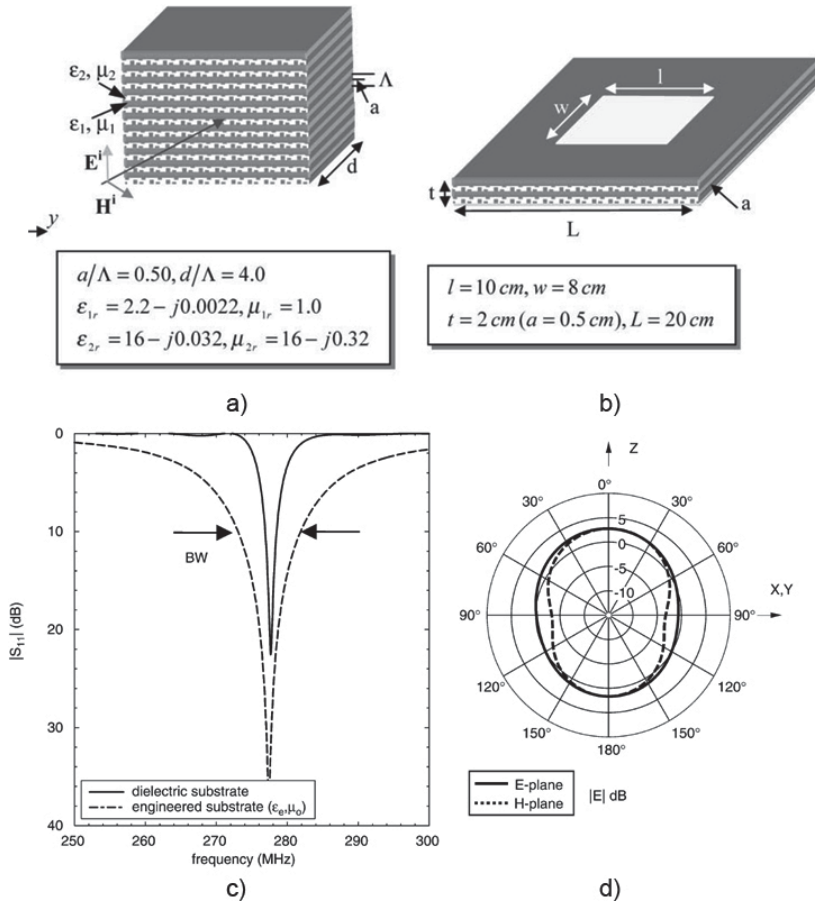 ε₂, μ₂
ε₁, μ₁
Eⁱ
Hⁱ
y
Λ
a
d
a/Λ = 0.50, d/Λ = 4.0
ε₁ᵣ = 2.2 − j0.0022, μ₁ᵣ = 1.0
ε₂ᵣ = 16 − j0.032, μ₂ᵣ = 16 − j0.32
a)
l
w
t
L
a
l = 10 cm, w = 8 cm
t = 2 cm (a = 0.5 cm), L = 20 cm
b)
|S₁₁| (dB)
0
10
20
30
40
BW
dielectric substrate
engineered substrate (εₑ,μₒ)
250
260
270
280
290
300
frequency (MHz)
c)
Z
0°
30°
30°
60°
60°
90°
90°
X,Y
120°
120°
150°
150°
180°
5
0
-5
-10
E-plane
H-plane
|E| dB
d)